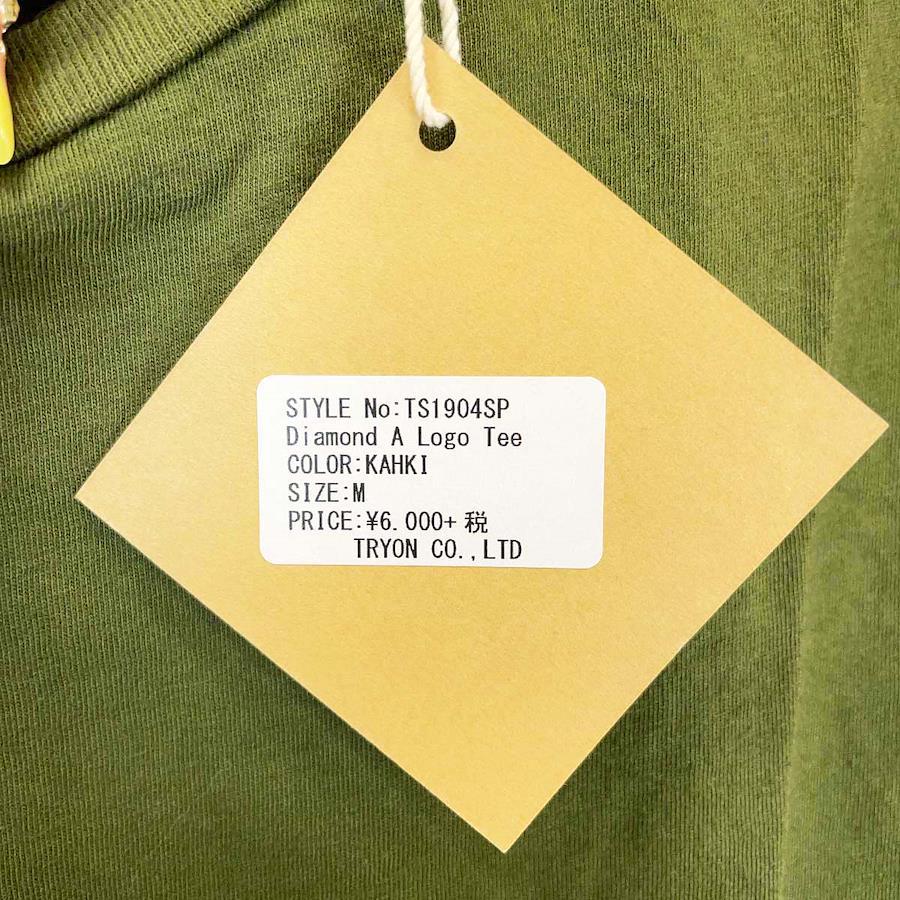 STYLE No:TS1904SP
Diamond A Logo Tee
COLOR:KAHKI
SIZE:M
PRICE:¥6.000+税
TRYON CO.,LTD